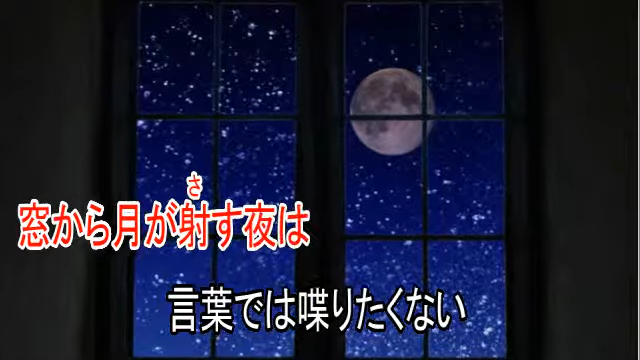 さ
窓から月が射す夜は
言葉では喋りたくない